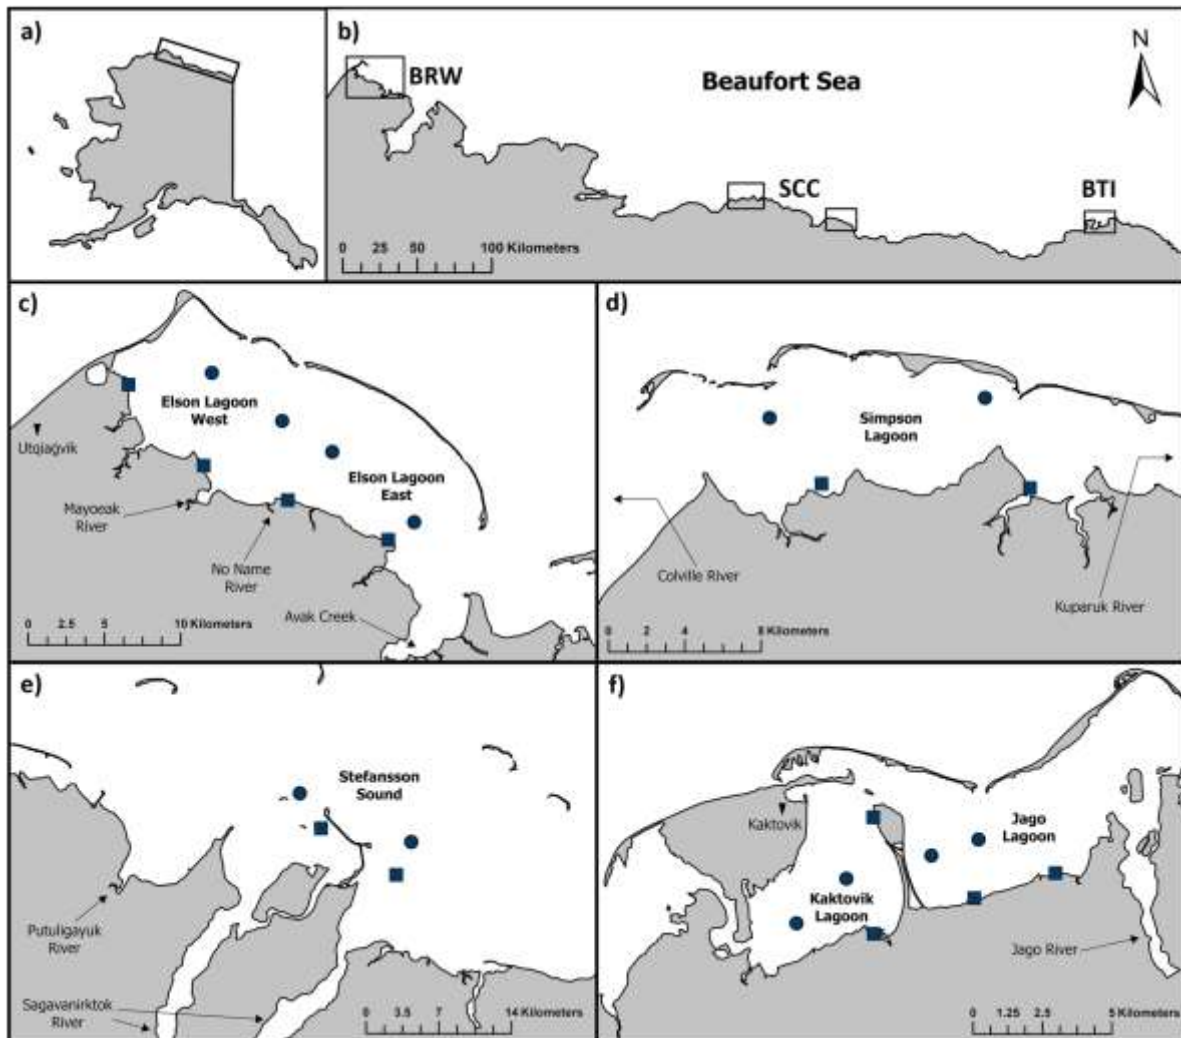 a)
b)
BRW
Beaufort Sea
N
SCC
BTI
0 25 50 100 Kilometers
c)
Elson Lagoon
West
Utqiaġvik
Elson Lagoon
East
Mayoeak
River
No Name
River
Avak Creek
0 2.5 5 10 Kilometers
d)
Simpson
Lagoon
Colville River
Kuparuk River
0 2 4 8 Kilometers
e)
Stefansson
Sound
Putuligayuk
River
Sagavanirktok
River
0 3.5 7 14 Kilometers
f)
Kaktovik
Jago
Lagoon
Kaktovik
Lagoon
Jago River
0 1.25 2.5 5 Kilometers